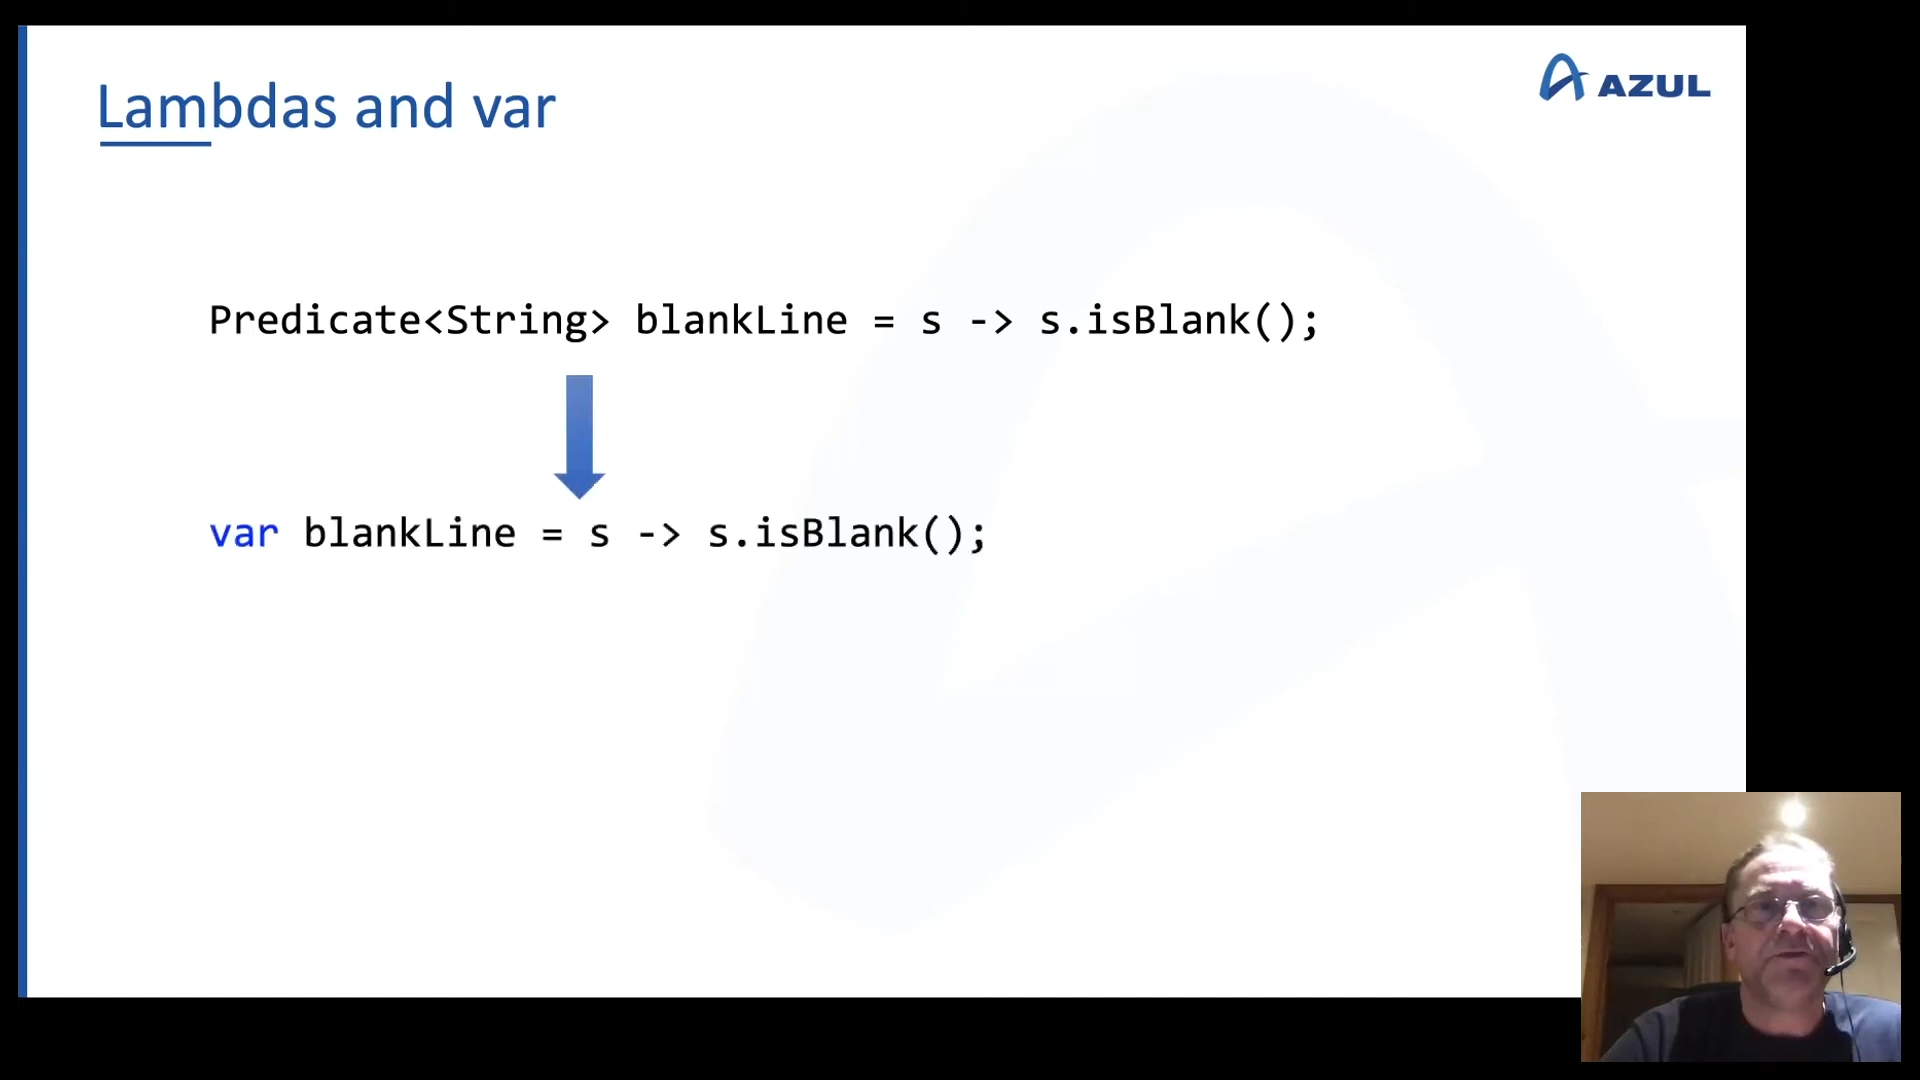 Lambdas and var
AZUL
Predicate<String> blankLine = s -> s.isBlank();
var blankLine = s -> s.isBlank();